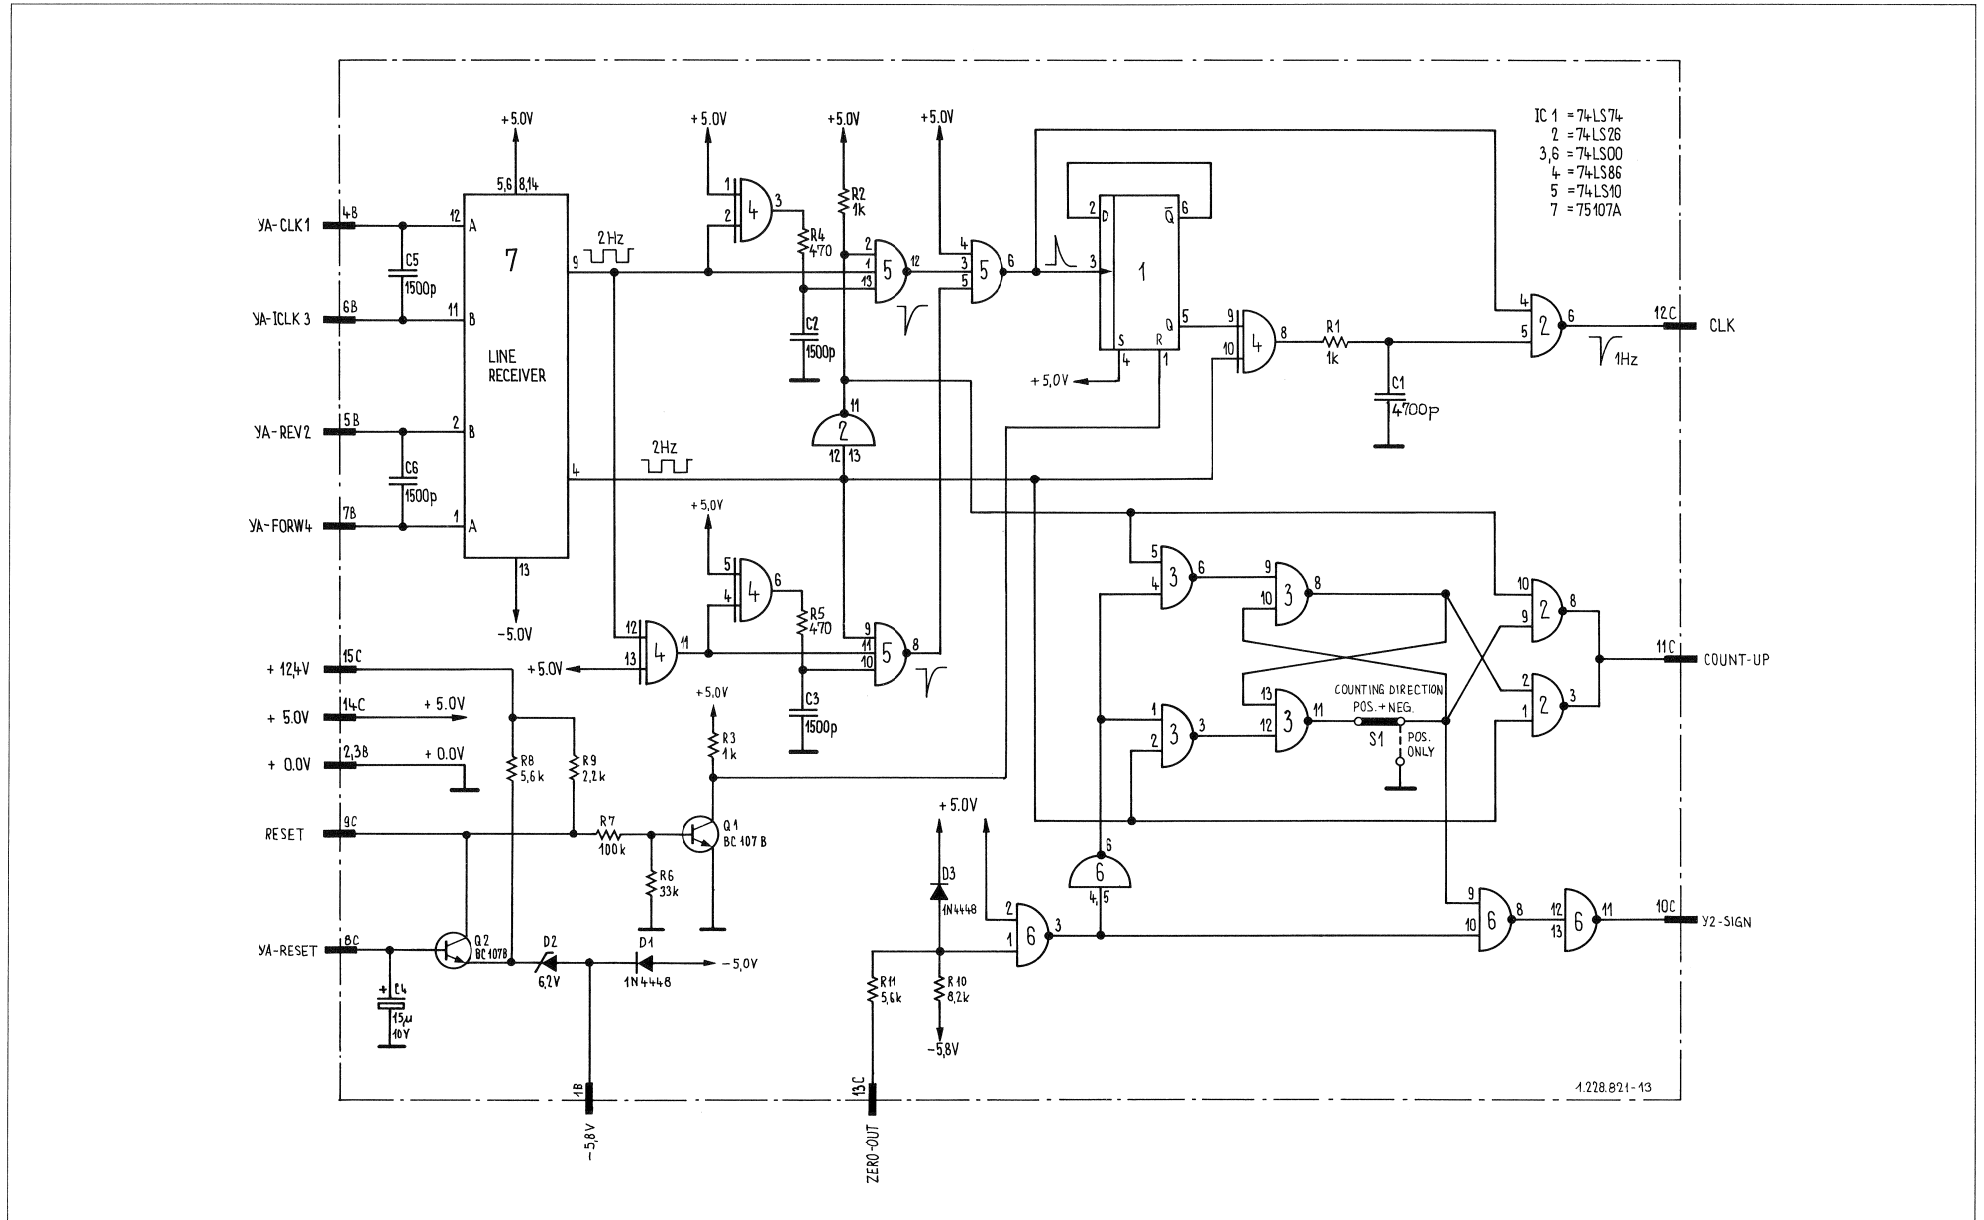 +5.0V
+5.0V
+5.0V
+5.0V
IC 1 = 74LS74
2 = 74LS26
3,6 = 74LS00
4 = 74LS86
5 = 74LS10
7 = 75107A
5,6 8,14
YA-CLK1
4B
12
A
C5
1500p
YA-ICLK 3
6B
11
B
7
LINE
RECEIVER
YA-REV2
5B
2
B
C6
1500p
YA-FORW4
7B
1
A
13
-5.0V
9
2Hz
4
2Hz
1
2
4
3
R4
470
C2
1500p
R2
1k
2
1
13
5
12
4
3
5
5
6
2
D
Q̅
6
3
1
Q
5
S
R
4
1
+5,0V
9
10
4
8
R1
1k
C1
4700p
4
5
2
6
1Hz
12C
CLK
11
2
12
13
+5,0V
5
4
4
6
R5
470
C3
1500p
12
13
4
11
+5.0V
9
11
10
5
8
5
4
3
6
9
10
3
8
1
2
3
3
13
12
3
11
COUNTING DIRECTION
POS.+NEG.
S1
POS.
ONLY
10
9
2
8
2
1
2
3
11C
COUNT-UP
+ 12,4V
15C
+ 5.0V
14C
+ 5.0V
+ 0.0V
2,3B
+ 0.0V
RESET
9C
YA-RESET
8C
R8
5,6k
R9
2,2k
R7
100k
R6
33k
+5,0V
R3
1k
Q1
BC 107 B
Q2
BC 107B
+ C4
15µ
10V
D2
6,2V
D1
1N4448
-5,0V
1B
-5,8V
+ 5.0V
D3
1N4448
R11
5,6k
R10
8,2k
-5,8V
13C
ZERO-OUT
2
1
6
3
6
6
4,5
9
10
6
8
12
13
6
11
10C
Y2-SIGN
1.228.821-13